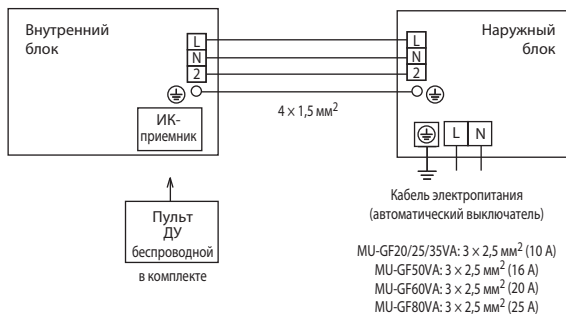 Внутренний
блок
L
N
2
ИК-
приемник
Пульт
ДУ
беспроводной
в комплекте
4 × 1,5 мм²
Наружный
блок
L
N
2
L N
Кабель электропитания
(автоматический выключатель)
MU-GF20/25/35VA: 3 × 2,5 мм² (10 А)
MU-GF50VA: 3 × 2,5 мм² (16 А)
MU-GF60VA: 3 × 2,5 мм² (20 А)
MU-GF80VA: 3 × 2,5 мм² (25 А)